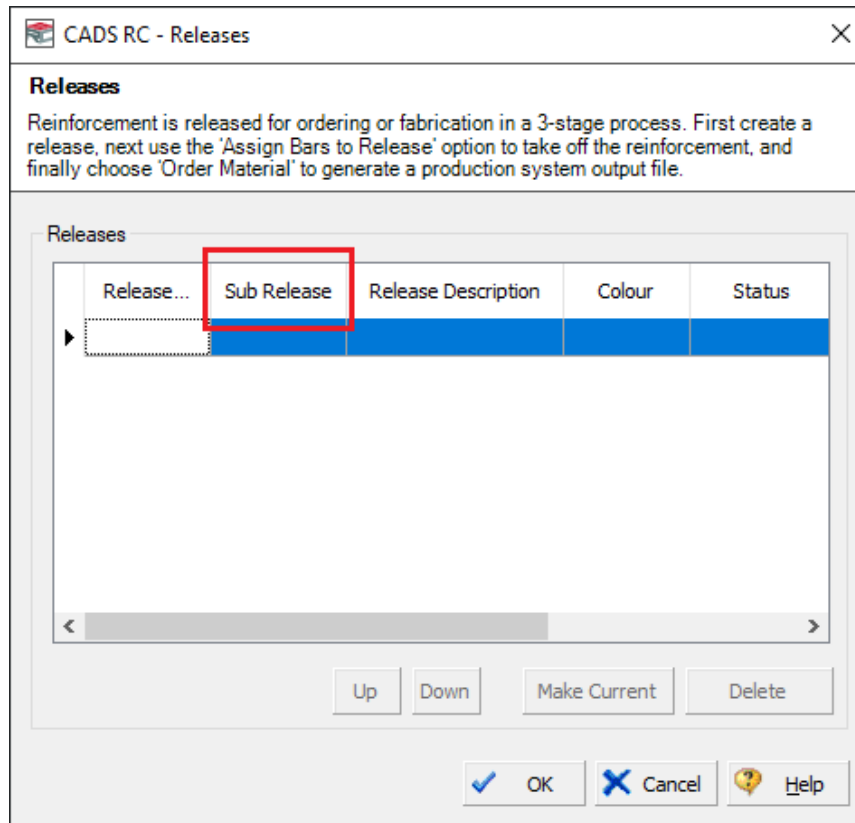 CADS RC - Releases
Releases
Reinforcement is released for ordering or fabrication in a 3-stage process. First create a
release, next use the 'Assign Bars to Release' option to take off the reinforcement, and
finally choose 'Order Material' to generate a production system output file.
Releases
Release... Sub Release Release Description Colour Status
Up Down Make Current Delete
OK Cancel Help